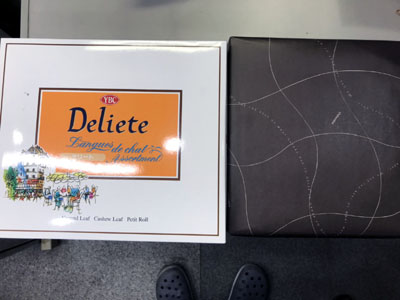 YBC
Deliete
Langues de chat
Assortment
Leaf Cashew Leaf Petit Roll